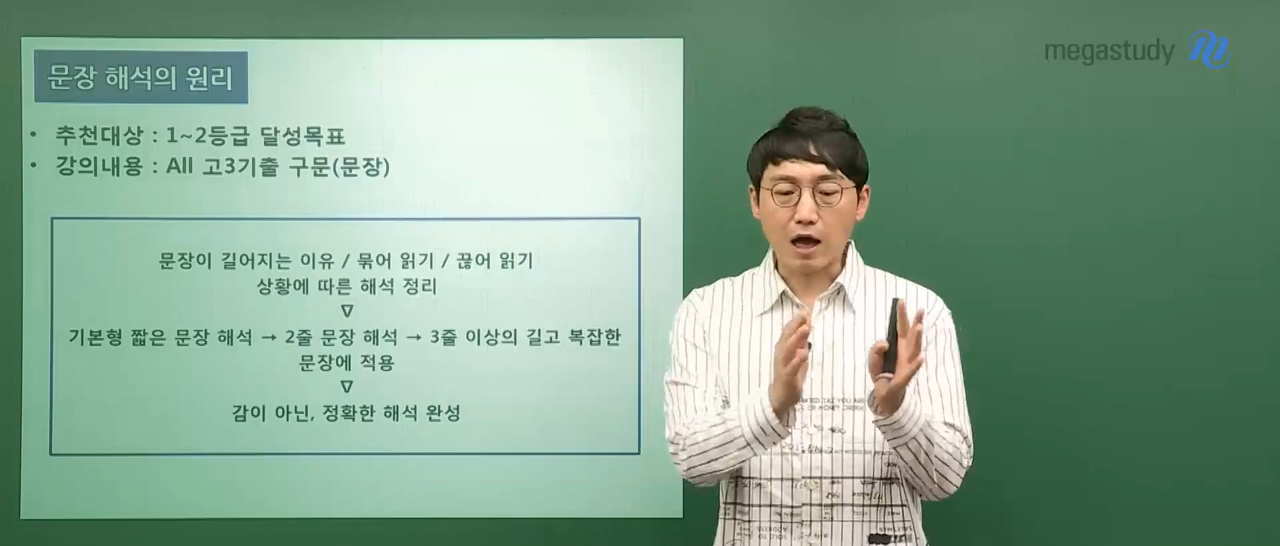 문장 해석의 원리
megastudy
• 추천대상 : 1~2등급 달성목표
• 강의내용 : All 고3기출 구문(문장)
문장이 길어지는 이유 / 묶어 읽기 / 끊어 읽기
상황에 따른 해석 정리
∇
기본형 짧은 문장 해석 → 2줄 문장 해석 → 3줄 이상의 길고 복잡한
문장에 적용
∇
감이 아닌, 정확한 해석 완성